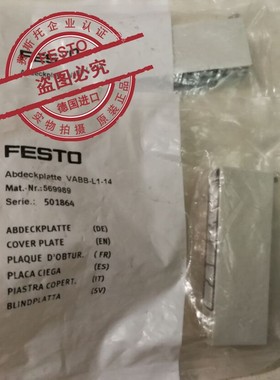 FESTO
盗图必究
德国进口
FESTO
Abdeckplatte VABB-L1-14
Mat.-Nr.:569989
Serie.: 501864
ABDECKPLATTE (DE)
COVER PLATE (EN)
PLAQUE D'OBTUR. (FR)
PLACA CIEGA (ES)
PIASTRA COPERT. (IT)
BLINDPLATTA (SV)